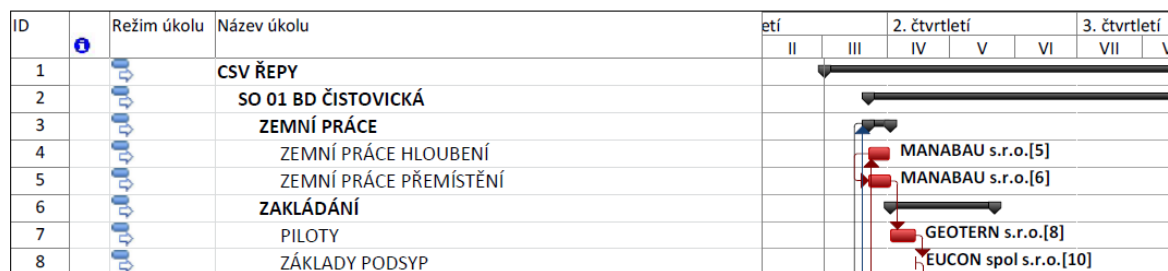 ID Režim úkolu Název úkolu etí 2. čtvrtletí 3. čtvrtletí
II III IV V VI VII
1 CSV ŘEPY
2 SO 01 BD ČISTOVICKÁ
3 ZEMNÍ PRÁCE
4 ZEMNÍ PRÁCE HLOUBENÍ MANABAU s.r.o.[5]
5 ZEMNÍ PRÁCE PŘEMÍSTĚNÍ MANABAU s.r.o.[6]
6 ZAKLÁDÁNÍ
7 PILOTY GEOTERN s.r.o.[8]
8 ZÁKLADY PODSYP EUCON spol s.r.o.[10]